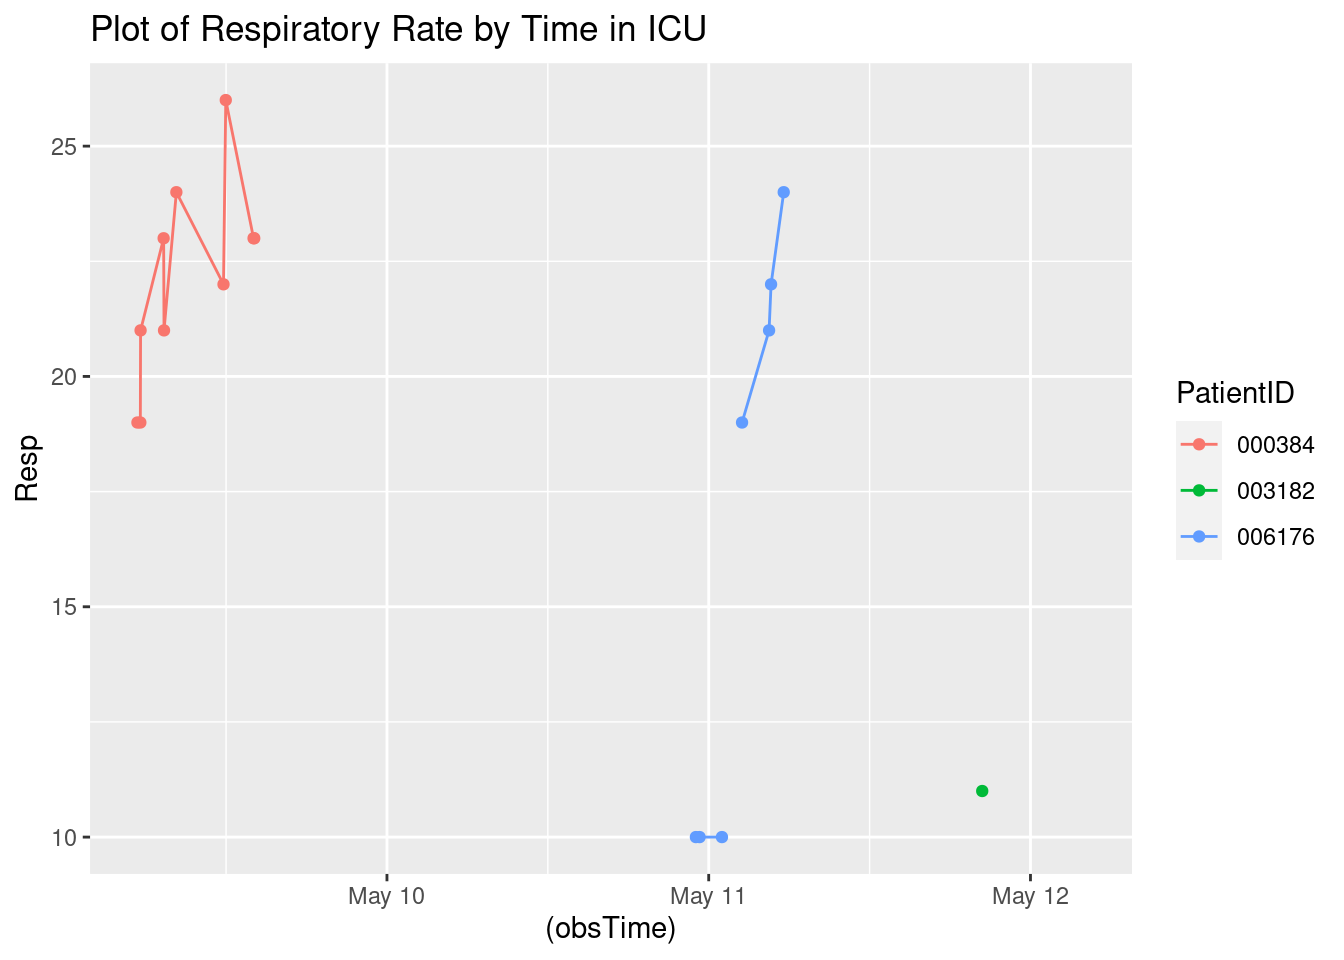 Plot of Respiratory Rate by Time in ICU
25
20
15
10
Resp
May 10
May 11
May 12
(obsTime)
PatientID
000384
003182
006176